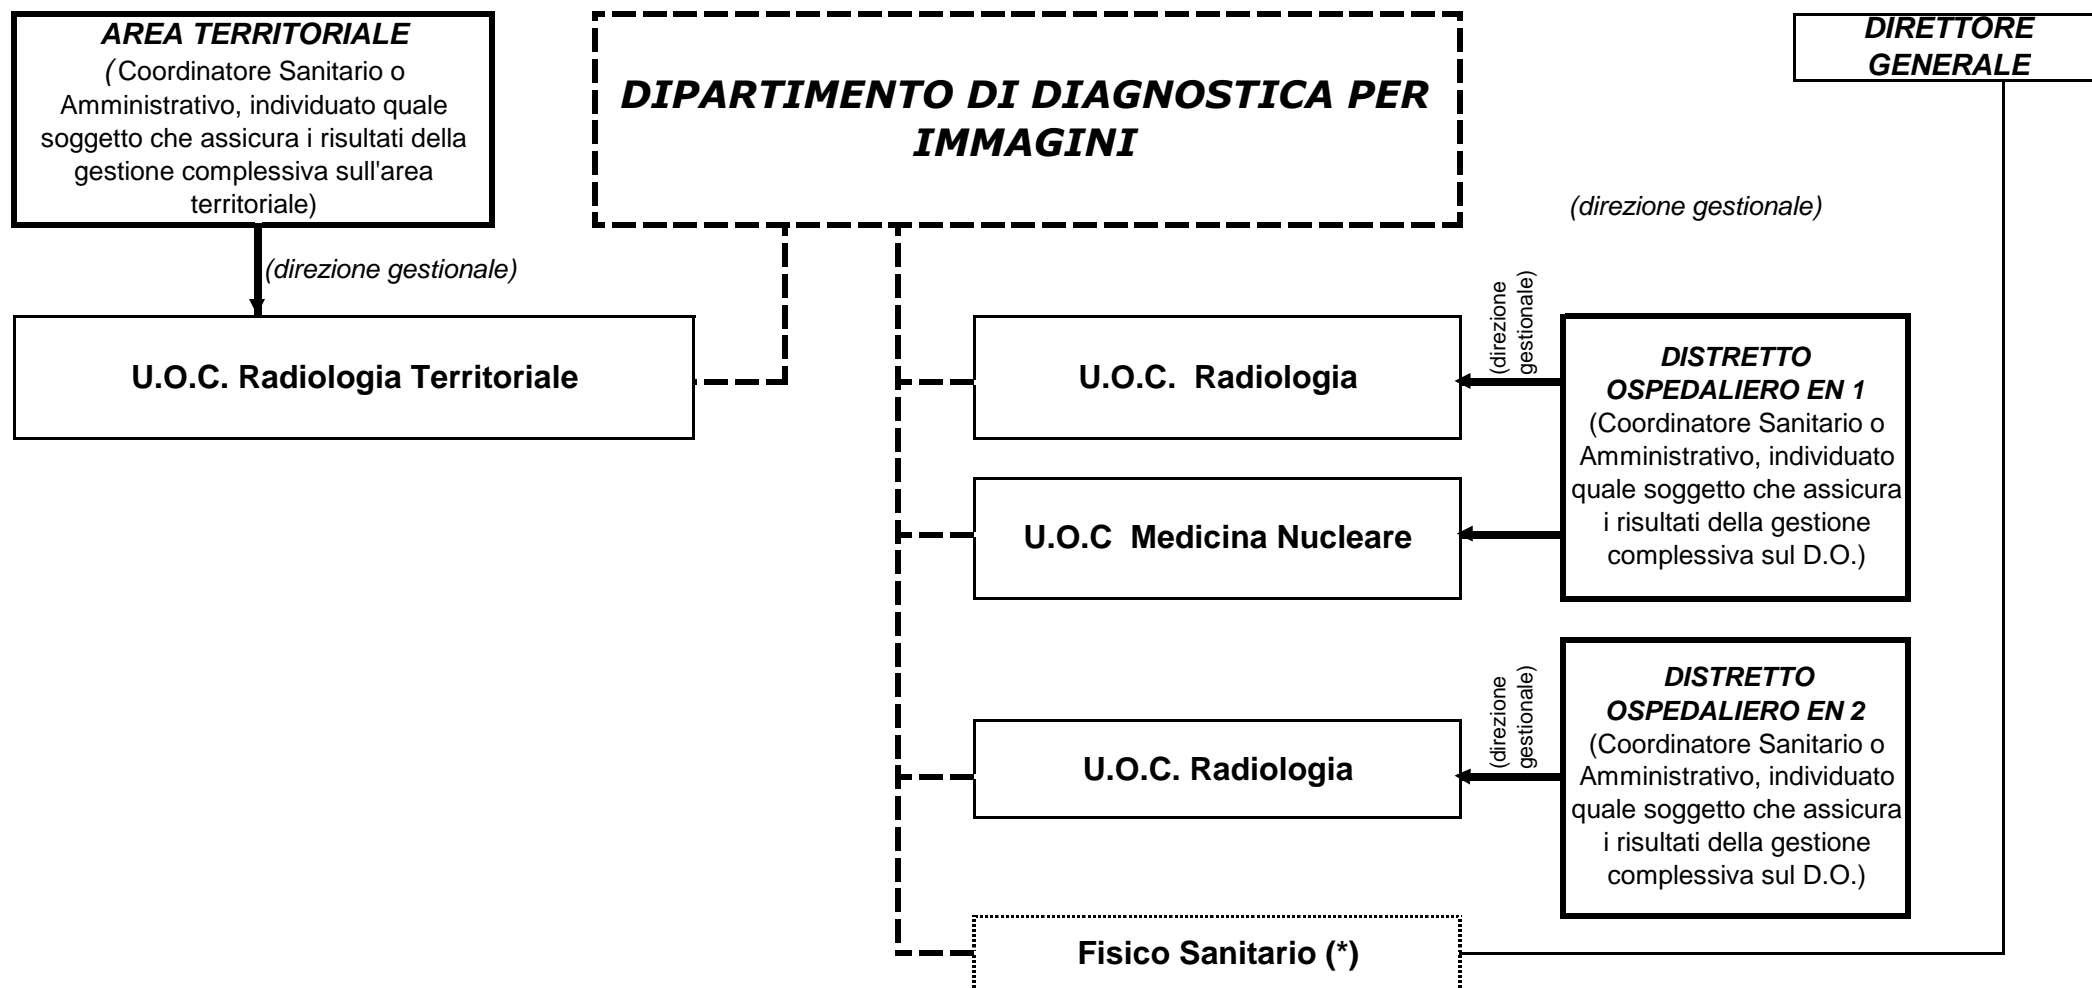 AREA TERRITORIALE
(Coordinatore Sanitario o
Amministrativo, individuato quale
soggetto che assicura i risultati della
gestione complessiva sull'area
territoriale)
DIPARTIMENTO DI DIAGNOSTICA PER
IMMAGINI
DIRETTORE
GENERALE
(direzione gestionale)
(direzione gestionale)
U.O.C. Radiologia Territoriale
U.O.C.  Radiologia
(direzione
gestionale)
DISTRETTO
OSPEDALIERO EN 1
(Coordinatore Sanitario o
Amministrativo, individuato
quale soggetto che assicura
i risultati della gestione
complessiva sul D.O.)
U.O.C  Medicina Nucleare
U.O.C. Radiologia
(direzione
gestionale)
DISTRETTO
OSPEDALIERO EN 2
(Coordinatore Sanitario o
Amministrativo, individuato
quale soggetto che assicura
i risultati della gestione
complessiva sul D.O.)
Fisico Sanitario (*)